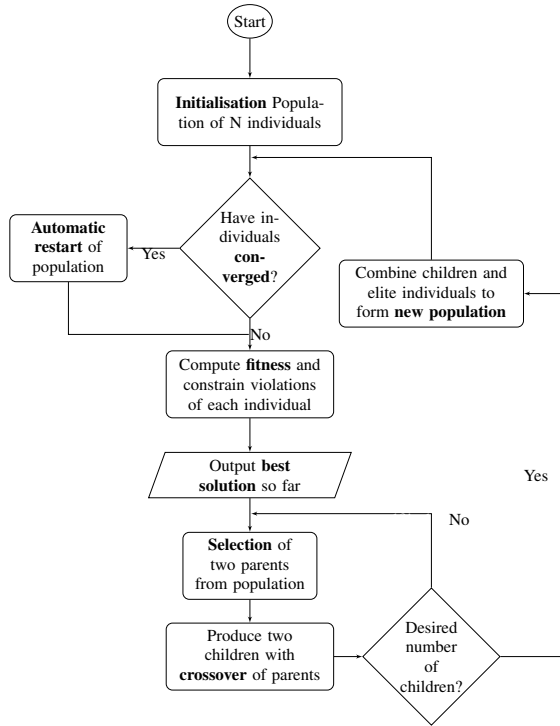 Start
Initialisation Popula-
tion of N individuals
Have in-
dividuals
con-
verged?
Yes
Automatic
restart of
population
Combine children and
elite individuals to
form new population
No
Compute fitness and
constrain violations
of each individual
Output best
solution so far
Yes
No
Selection of
two parents
from population
Produce two
children with
crossover of parents
Desired
number
of
children?